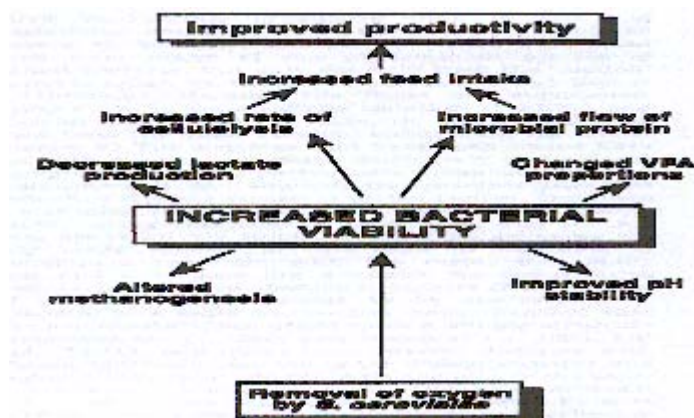 Improved productivity
Increased feed intake
Increased rate of
cellulolysis
Increased flow of
microbial protein
Decreased lactate
production
Changed VFA
proportions
INCREASED BACTERIAL
VIABILITY
Altered
methanogenesis
Improved pH
stability
Removal of oxygen
by S. cerevisiae